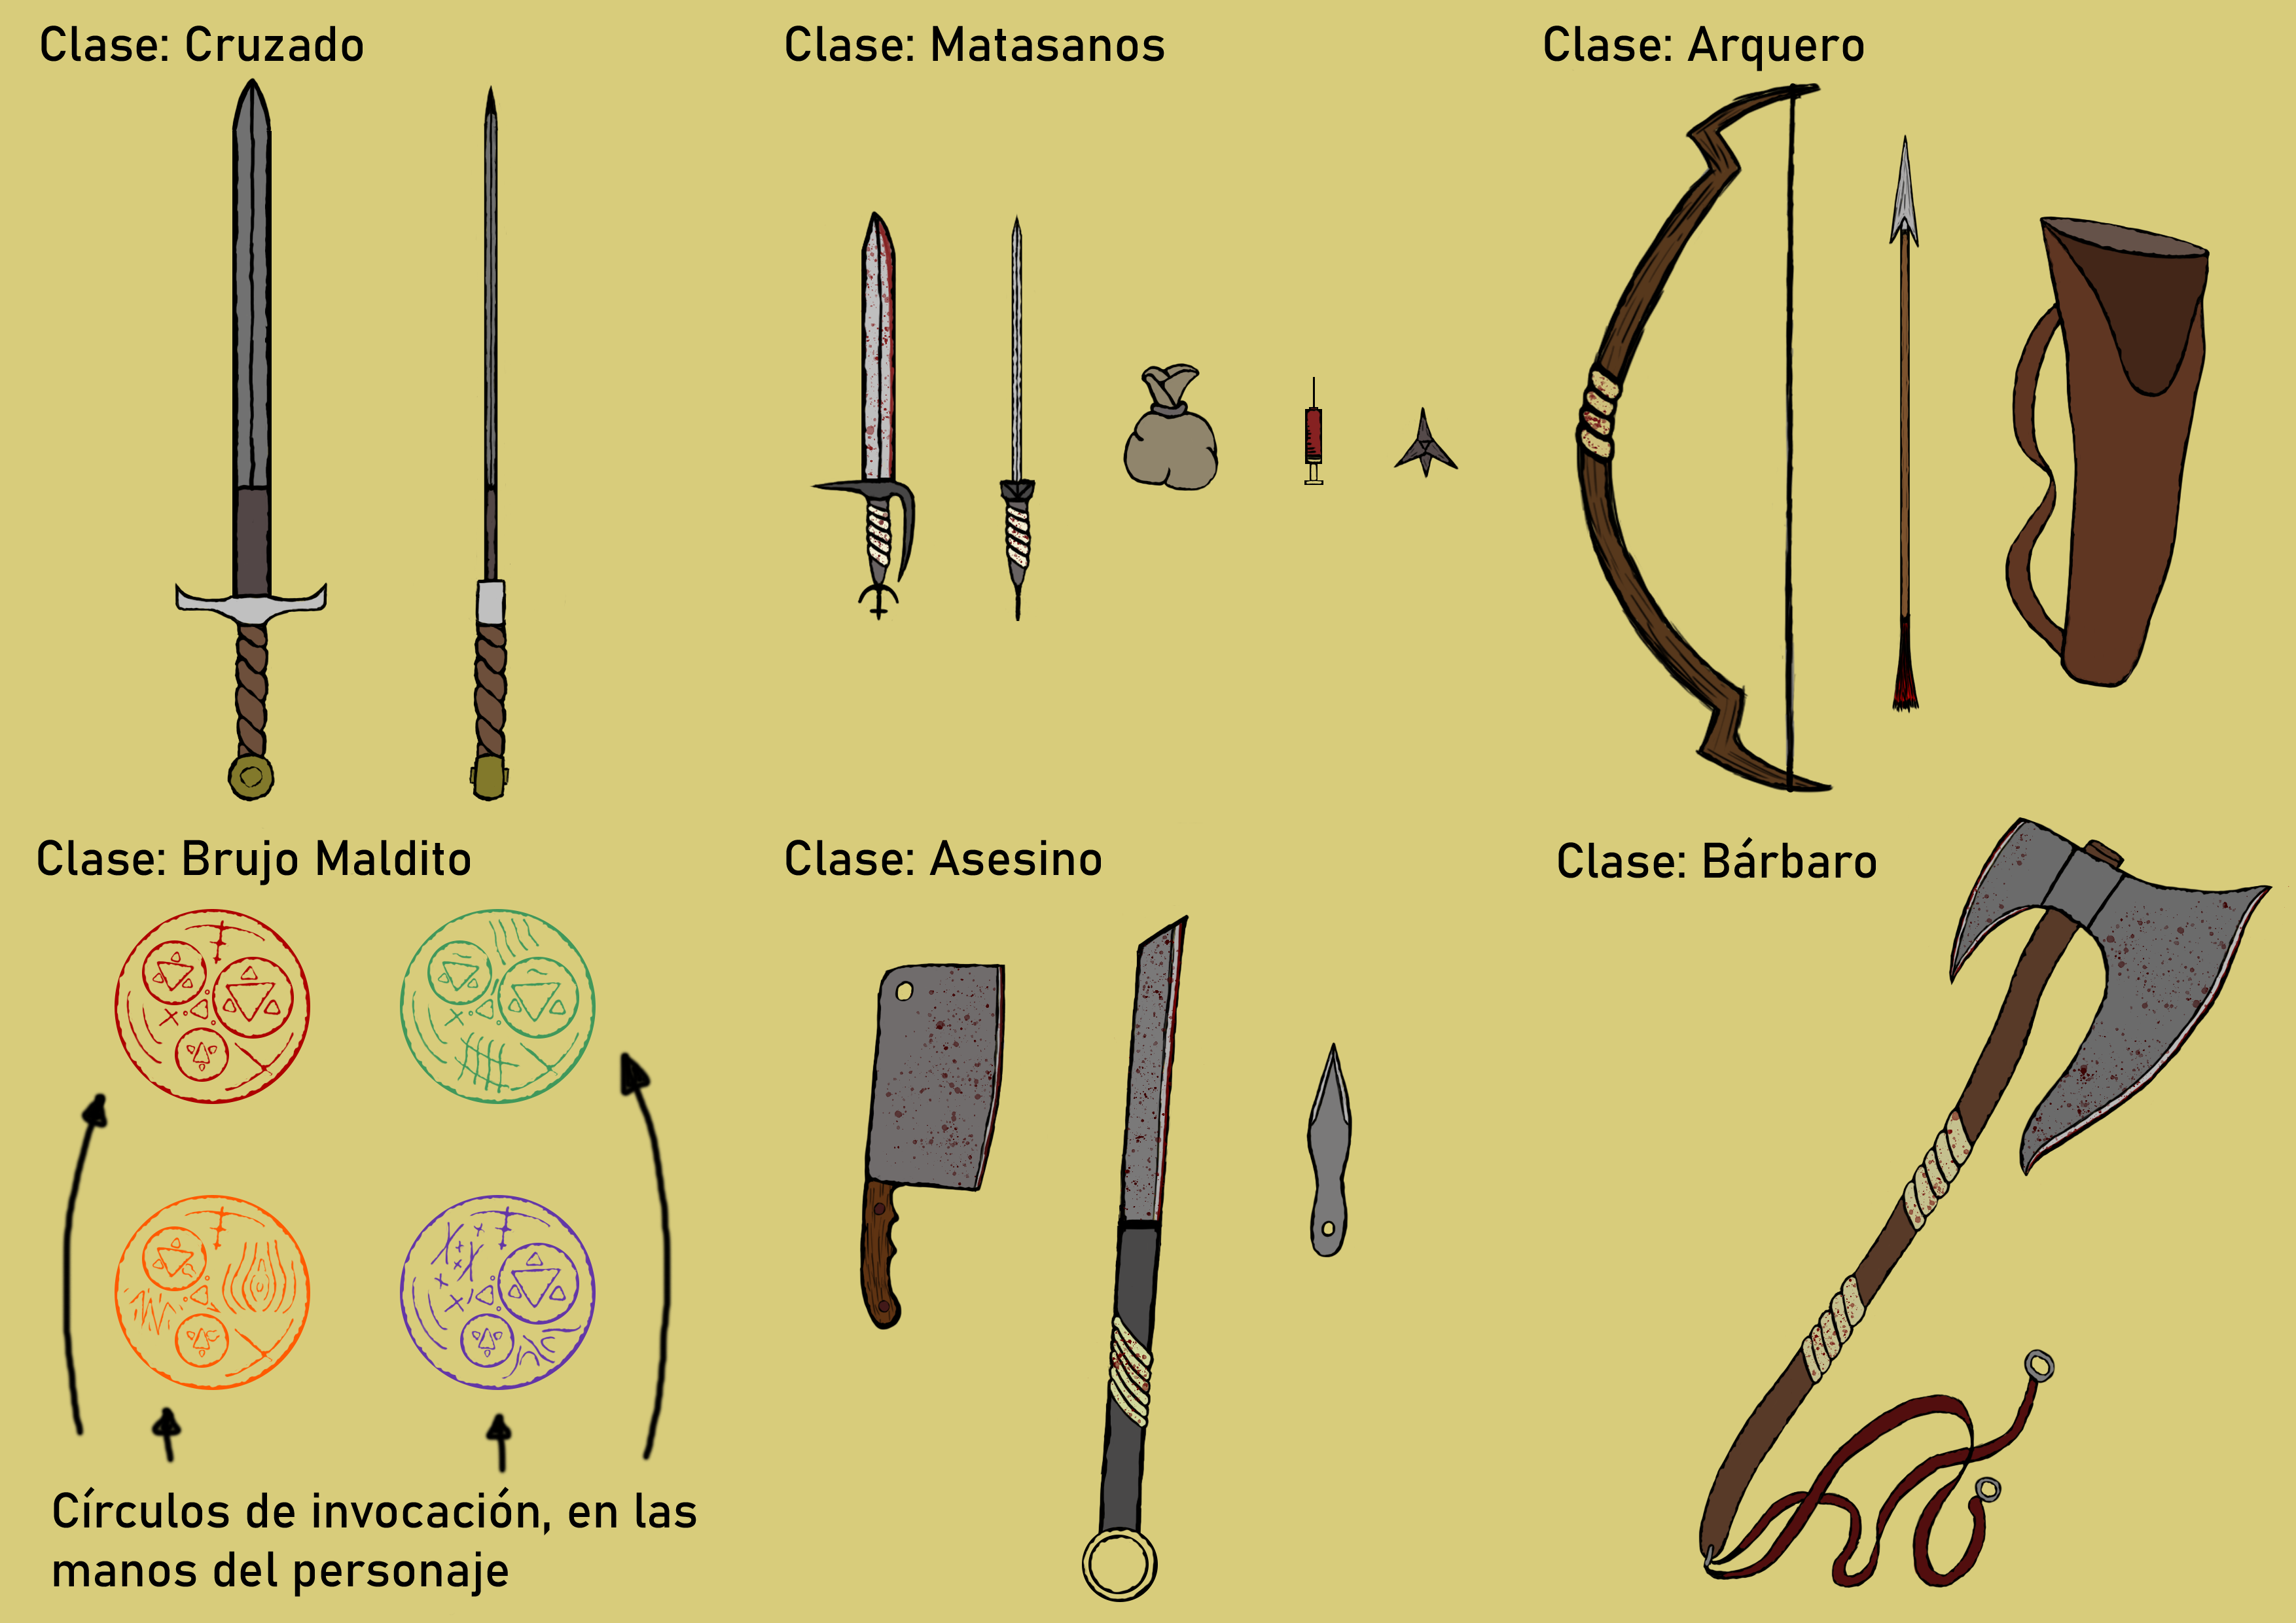 Clase: Cruzado
Clase: Matasanos
Clase: Arquero
Clase: Brujo Maldito
Clase: Asesino
Clase: Bárbaro
Círculos de invocación, en las
manos del personaje